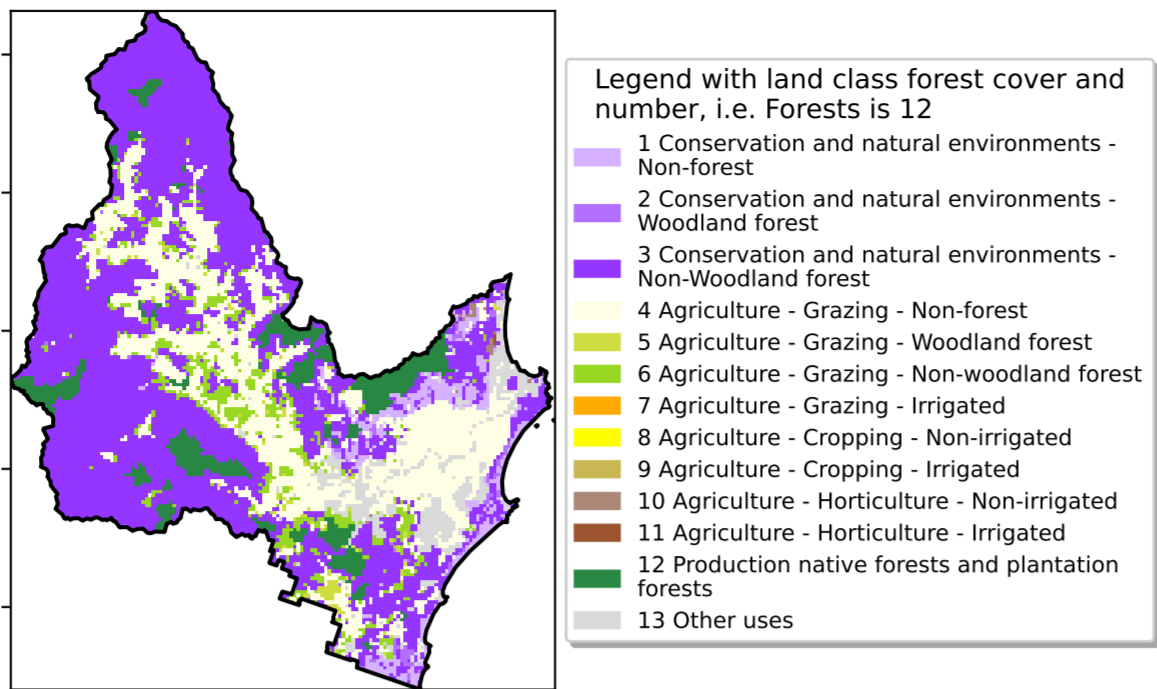 Legend with land class forest cover and
number, i.e. Forests is 12
1 Conservation and natural environments -
Non-forest
2 Conservation and natural environments -
Woodland forest
3 Conservation and natural environments -
Non-Woodland forest
4 Agriculture - Grazing - Non-forest
5 Agriculture - Grazing - Woodland forest
6 Agriculture - Grazing - Non-woodland forest
7 Agriculture - Grazing - Irrigated
8 Agriculture - Cropping - Non-irrigated
9 Agriculture - Cropping - Irrigated
10 Agriculture - Horticulture - Non-irrigated
11 Agriculture - Horticulture - Irrigated
12 Production native forests and plantation
forests
13 Other uses